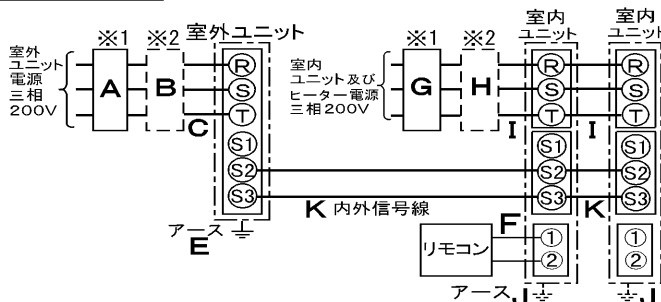 ※1 ※2 室外ユニット
室外
ユニット
電源
三相
200V
A
B
C
R
S
T
S1
S2
S3
アース
E
※1 ※2
室内
ユニット及び
ヒーター電源
三相200V
G
H
I
I
室内
ユニット
R
S
T
S1
S2
S3
室内
ユニット
R
S
T
S1
S2
S3
K 内外信号線
K
F
リモコン
①
②
①
②
アース J
J